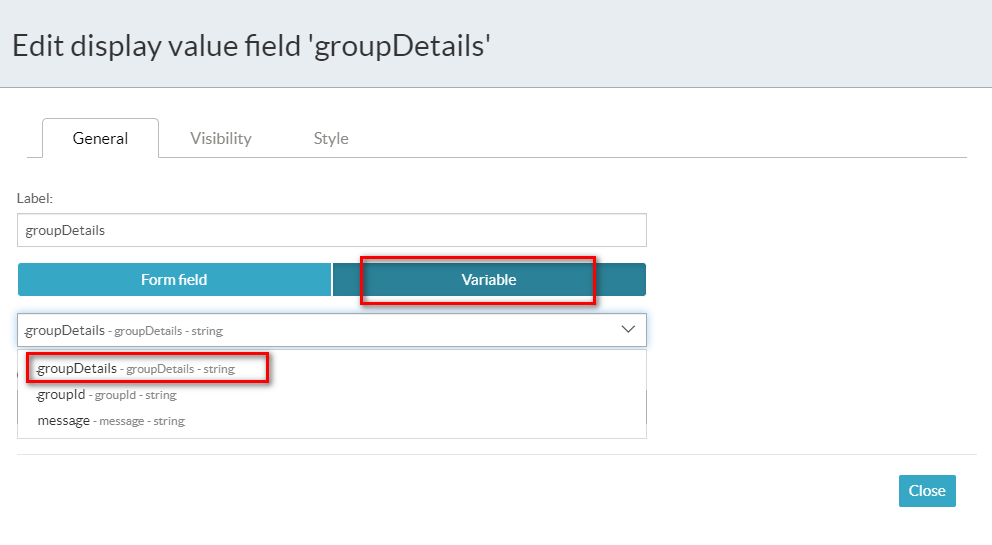 Edit display value field 'groupDetails'
General Visibility Style
Label:
groupDetails
Form field Variable
.groupDetails - groupDetails - string
.groupDetails - groupDetails - string
.groupId - groupId - string
message - message - string
Close